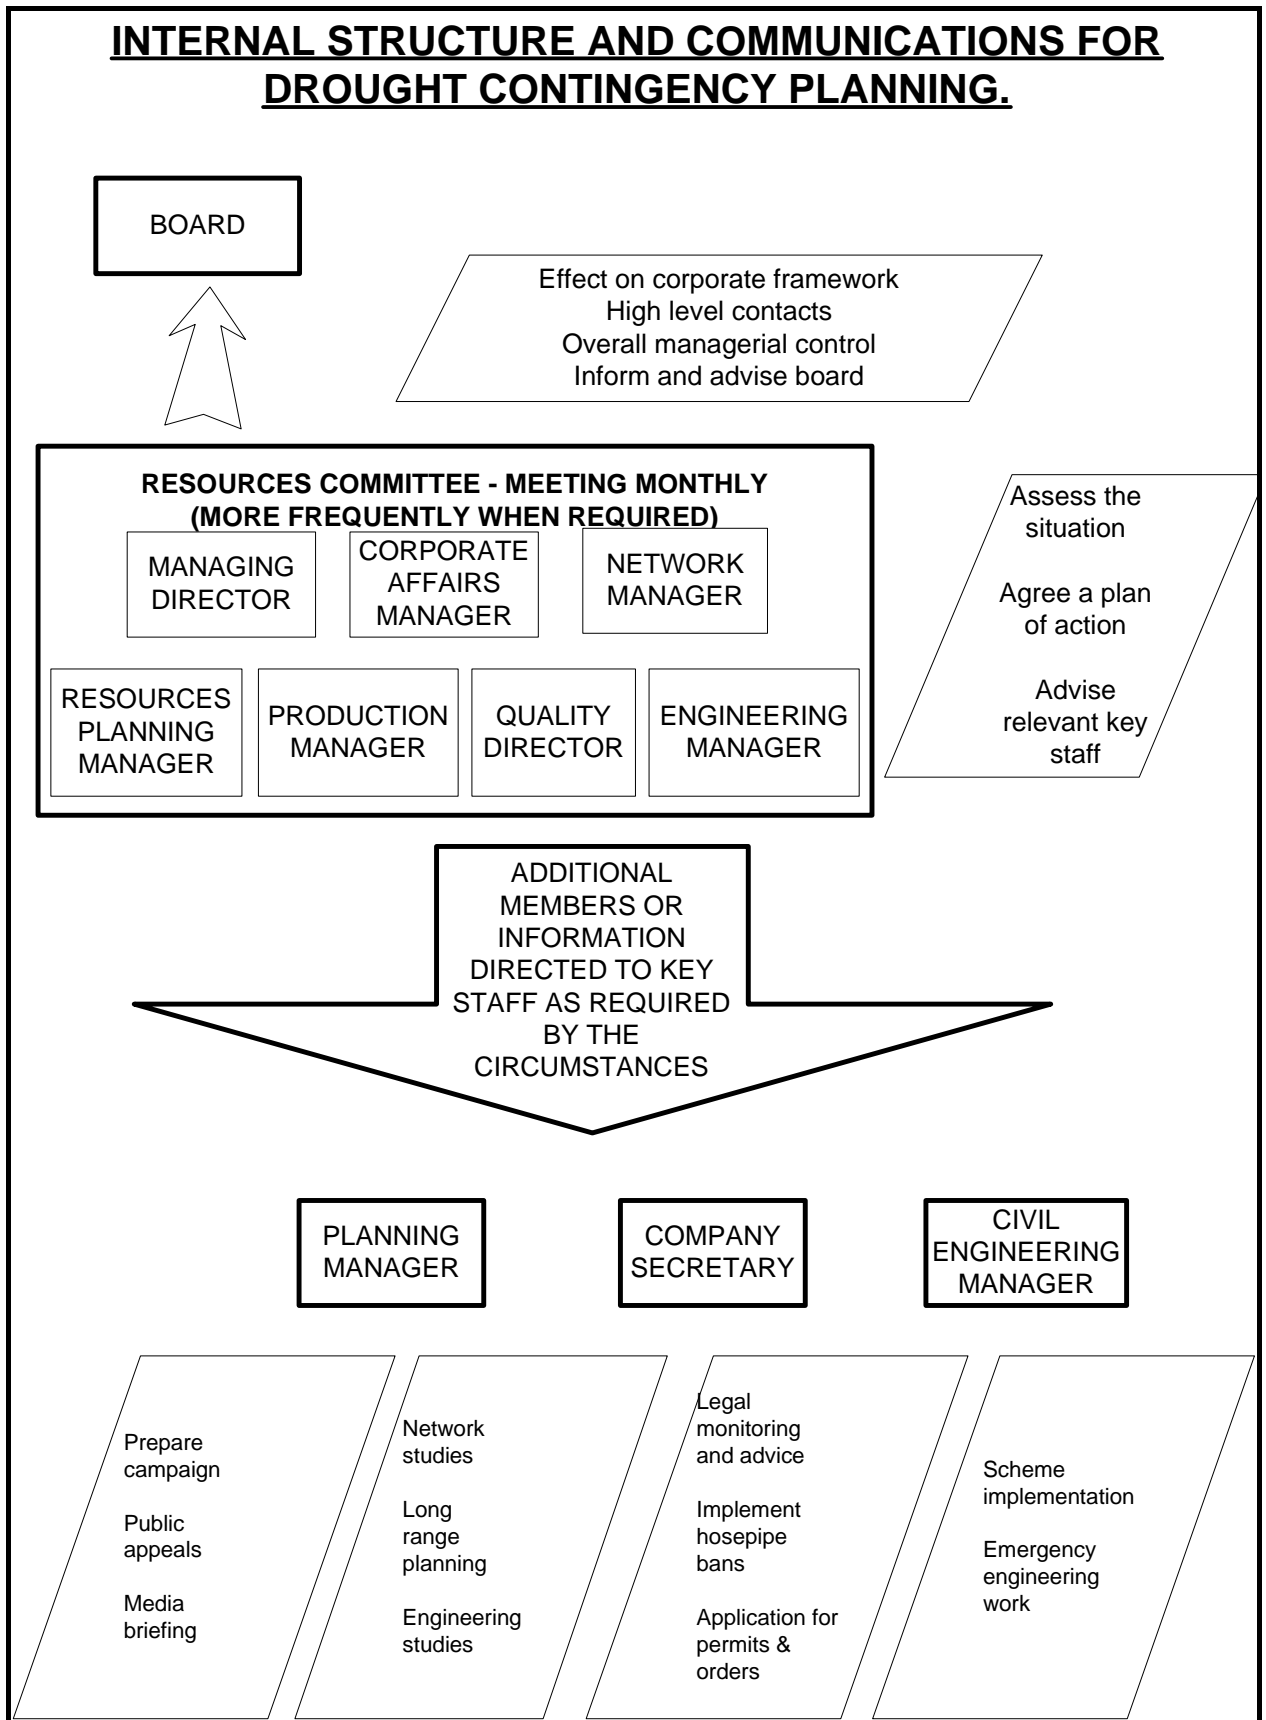 INTERNAL STRUCTURE AND COMMUNICATIONS FOR
DROUGHT CONTINGENCY PLANNING.
BOARD
Effect on corporate framework
High level contacts
Overall managerial control
Inform and advise board
RESOURCES COMMITTEE - MEETING MONTHLY
(MORE FREQUENTLY WHEN REQUIRED)
MANAGING
DIRECTOR
CORPORATE
AFFAIRS
MANAGER
NETWORK
MANAGER
RESOURCES
PLANNING
MANAGER
PRODUCTION
MANAGER
QUALITY
DIRECTOR
ENGINEERING
MANAGER
Assess the
situation
Agree a plan
of action
Advise
relevant key
staff
ADDITIONAL
MEMBERS OR
INFORMATION
DIRECTED TO KEY
STAFF AS REQUIRED
BY THE
CIRCUMSTANCES
PLANNING
MANAGER
COMPANY
SECRETARY
CIVIL
ENGINEERING
MANAGER
Prepare
campaign
Public
appeals
Media
briefing
Network
studies
Long
range
planning
Engineering
studies
Legal
monitoring
and advice
Implement
hosepipe
bans
Application for
permits &
orders
Scheme
implementation
Emergency
engineering
work